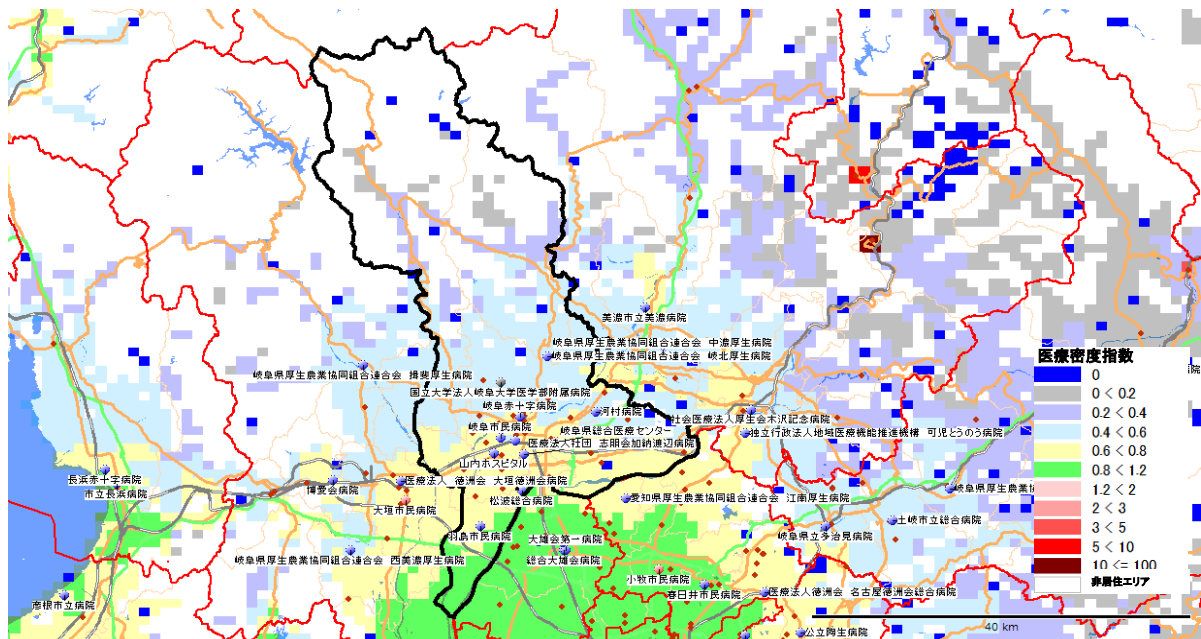 美濃市立美濃病院
岐阜県厚生農業協同組合連合会 中濃厚生病院
岐阜県厚生農業協同組合連合会 岐北厚生病院
岐阜県厚生農業協同組合連合会 揖斐厚生病院
国立大学法人岐阜大学医学部附属病院
岐阜赤十字病院
河村病院
社会医療法人厚生会木沢記念病院
岐阜市民病院
岐阜県総合医療センター
独立行政法人地域医療機能推進機構 可児とうのう病院
医療法人社団 志朋会加納渡辺病院
山内ホスピタル
長浜赤十字病院
市立長浜病院
博愛会病院
医療法人 徳洲会 大垣徳洲会病院
大垣市民病院
松波総合病院
愛知県厚生農業協同組合連合会 江南厚生病院
岐阜県厚生農業協同組
土岐市立総合病院
岐阜県立多治見病院
羽島市民病院
大雄会第一病院
総合大雄会病院
岐阜県厚生農業協同組合連合会 西美濃厚生病院
小牧市民病院
春日井市民病院
医療法人徳洲会 名古屋徳洲会総合病院
彦根市立病院
公立陶生病院
医療密度指数
0
0 < 0.2
0.2 < 0.4
0.4 < 0.6
0.6 < 0.8
0.8 < 1.2
1.2 < 2
2 < 3
3 < 5
5 < 10
10 <= 100
非居住エリア
40 km